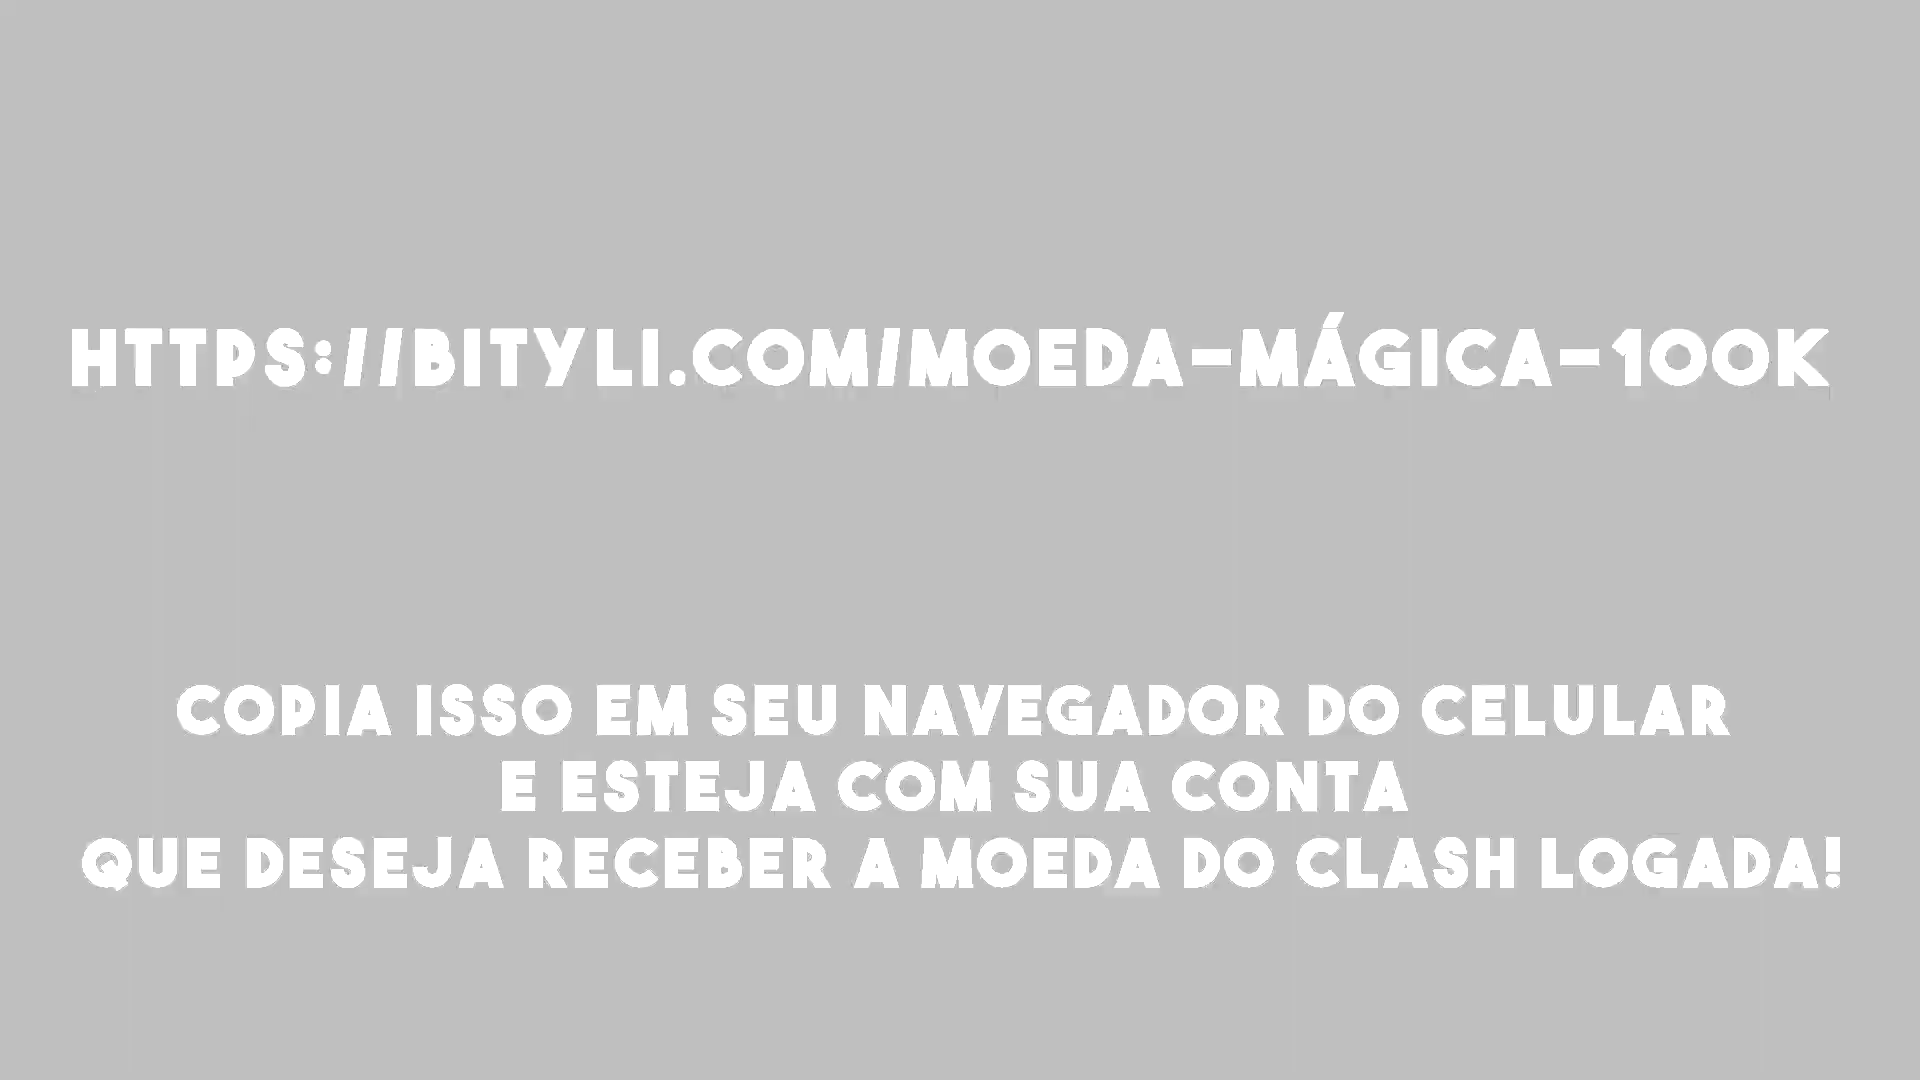 HTTPS://BITYLI.COM/MOEDA-MÁGICA-100K
COPIA ISSO EM SEU NAVEGADOR DO CELULAR
E ESTEJA COM SUA CONTA
QUE DESEJA RECEBER A MOEDA DO CLASH LOGADA!